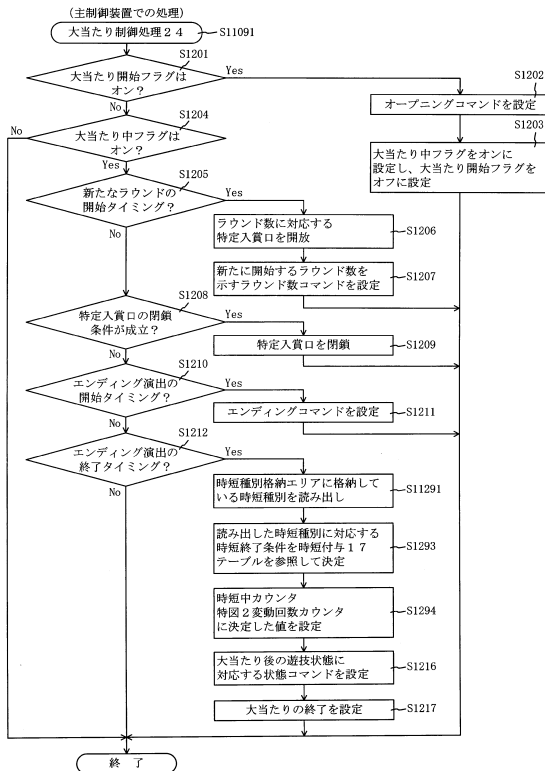 (主制御装置での処理)
大当たり制御処理24
S11091
S1201
大当たり開始フラグは
オン?
Yes
No
S1202
オープニングコマンドを設定
S1203
大当たり中フラグをオンに
設定し、大当たり開始フラグを
オフに設定
S1204
大当たり中フラグは
オン?
No
Yes
S1205
新たなラウンドの
開始タイミング?
Yes
No
ラウンド数に対応する
特定入賞口を開放
S1206
新たに開始するラウンド数を
示すラウンド数コマンドを設定
S1207
S1208
特定入賞口の閉鎖
条件が成立?
Yes
No
特定入賞口を閉鎖
S1209
S1210
エンディング演出の
開始タイミング?
Yes
No
エンディングコマンドを設定
S1211
S1212
エンディング演出の
終了タイミング?
Yes
No
時短種別格納エリアに格納して
いる時短種別を読み出し
S11291
読み出した時短種別に対応する
時短終了条件を時短付与17
テーブルを参照して決定
S1293
時短中カウンタ
特図2変動回数カウンタ
に決定した値を設定
S1294
大当たり後の遊技状態に
対応する状態コマンドを設定
S1216
大当たりの終了を設定
S1217
終 了